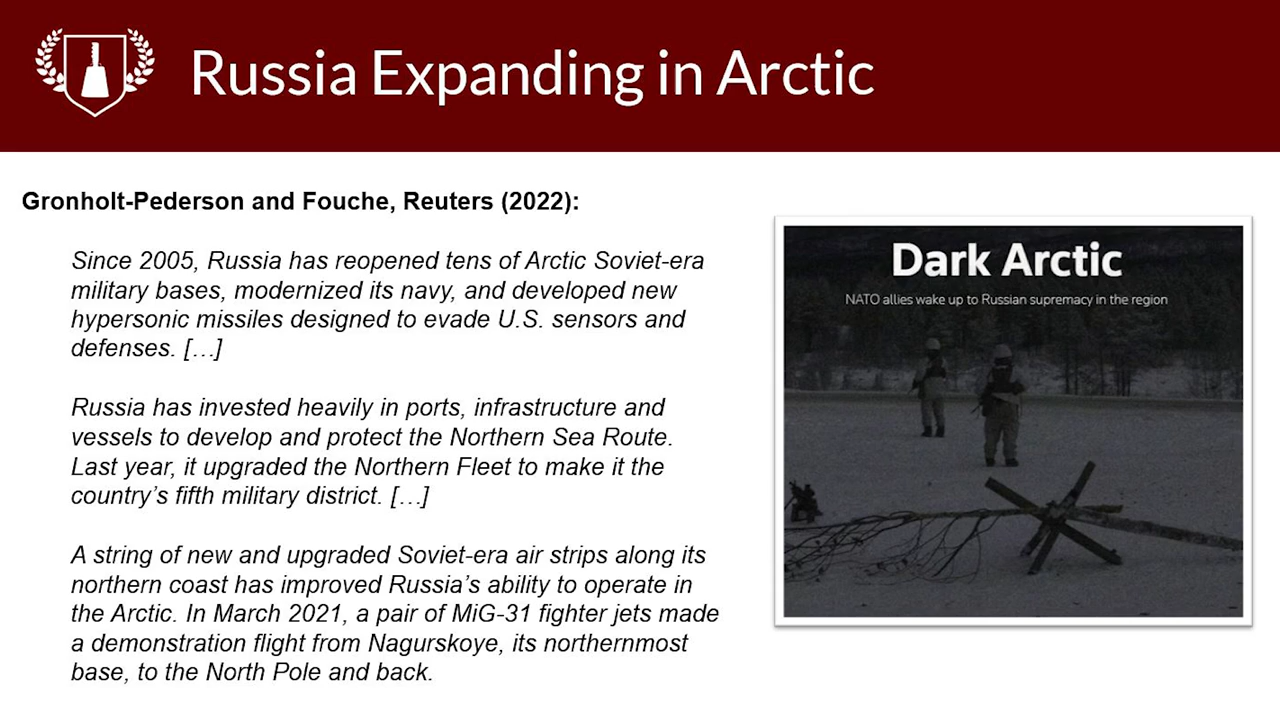 Russia Expanding in Arctic
Gronholt-Pederson and Fouche, Reuters (2022):
Since 2005, Russia has reopened tens of Arctic Soviet-era
military bases, modernized its navy, and developed new
hypersonic missiles designed to evade U.S. sensors and
defenses. […]
Russia has invested heavily in ports, infrastructure and
vessels to develop and protect the Northern Sea Route.
Last year, it upgraded the Northern Fleet to make it the
country’s fifth military district. […]
A string of new and upgraded Soviet-era air strips along its
northern coast has improved Russia’s ability to operate in
the Arctic. In March 2021, a pair of MiG-31 fighter jets made
a demonstration flight from Nagurskoye, its northernmost
base, to the North Pole and back.
Dark Arctic
NATO allies wake up to Russian supremacy in the region